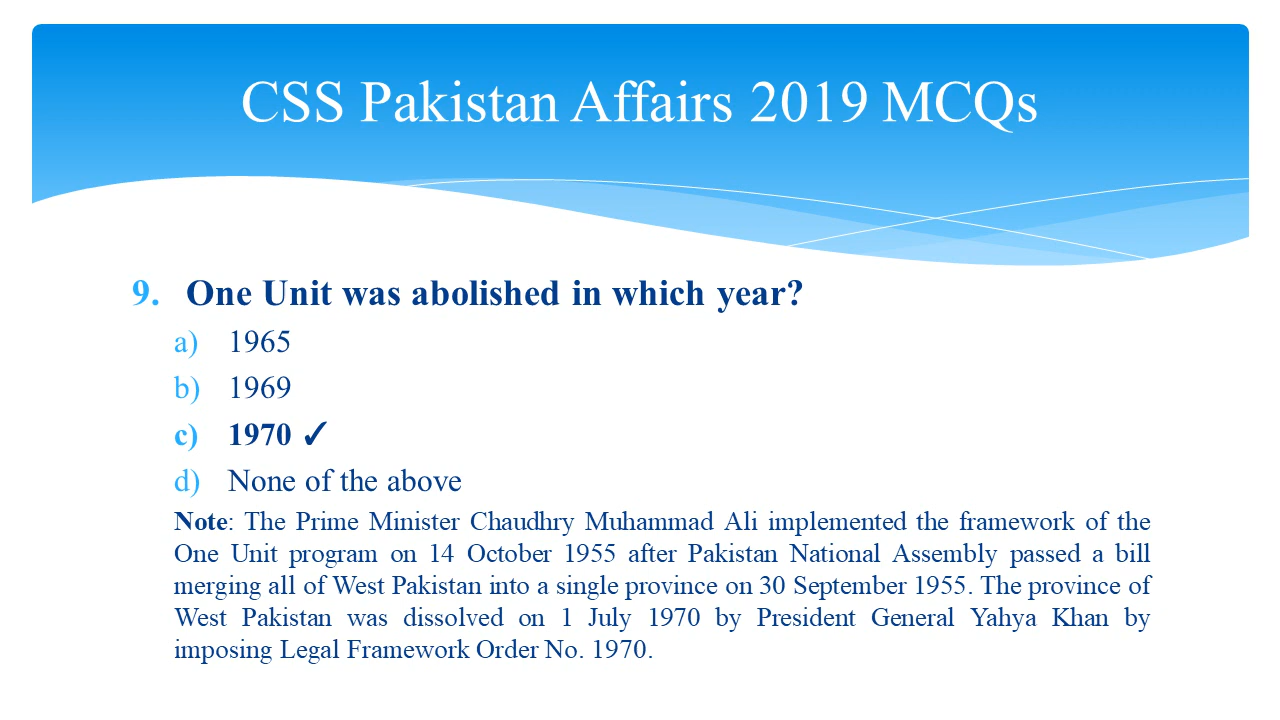 CSS Pakistan Affairs 2019 MCQs
9. One Unit was abolished in which year?
a) 1965
b) 1969
c) 1970 ✓
d) None of the above
Note: The Prime Minister Chaudhry Muhammad Ali implemented the framework of the
One Unit program on 14 October 1955 after Pakistan National Assembly passed a bill
merging all of West Pakistan into a single province on 30 September 1955. The province of
West Pakistan was dissolved on 1 July 1970 by President General Yahya Khan by
imposing Legal Framework Order No. 1970.